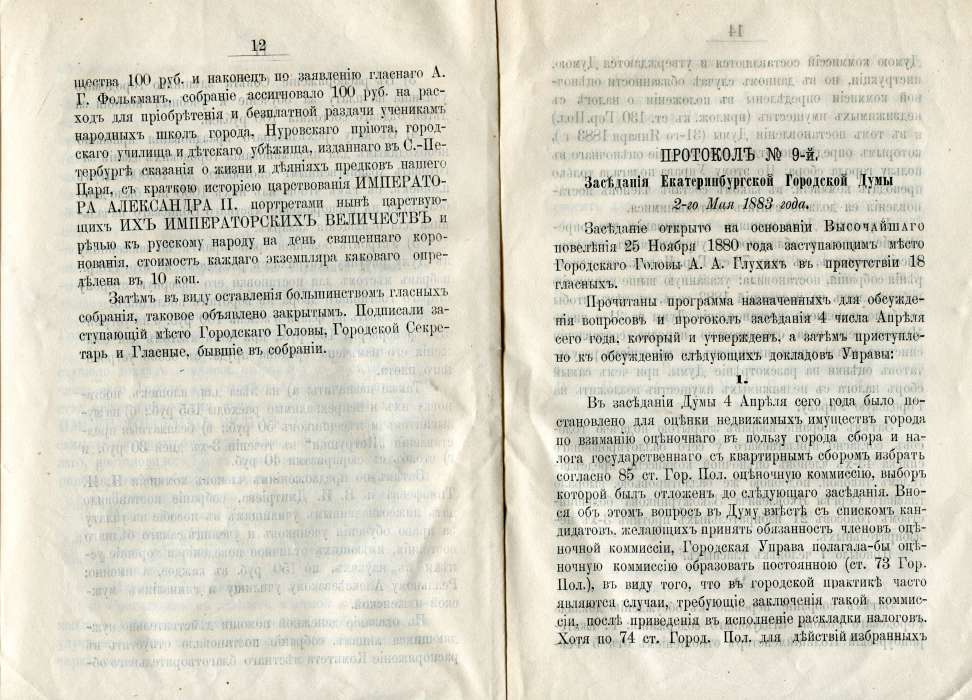 12
щества 100 руб. и наконецъ по заявленію гласнаго А.
Г. Фолькманъ, собраніе ассигновало 100 руб. на рас-
ходъ для пріобрѣтенія и безплатной раздачи ученикамъ
народныхъ школъ города, Нуровскаго пріюта, город-
скаго училища и дѣтскаго убѣжища, изданнаго въ С.-Пе-
тербургѣ сказанія о жизни и дѣяніяхъ предковъ нашего
Царя, съ краткою исторіею царствованія ИМПЕРАТО-
РА АЛЕКСАНДРА II, портретами нынѣ царствую-
щихъ ИХЪ ИМПЕРАТОРСКИХЪ ВЕЛИЧЕСТВЪ и
рѣчью къ русскому народу на день священнаго коро-
нованія, стоимость каждаго экземпляра каковаго опре-
дѣлена въ 10 коп.
Затѣмъ въ виду оставленія большинствомъ гласныхъ
собранія, таковое объявлено закрытымъ. Подписали за-
ступающій мѣсто Городскаго Головы, Городской Секре-
тарь и Гласные, бывшіе въ собраніи.
ПРОТОКОЛЪ № 9-й.
Засѣданія Екатеринбургской Городской Думы
2-го Мая 1883 года.
Засѣданіе открыто на основаніи ВЫСОЧАЙШАГО
повелѣнія 25 Ноября 1880 года заступающимъ мѣсто
Городскаго Головы А. А. Глухихъ въ присутствіи 18
гласныхъ.
Прочитаны программа назначенныхъ для обсужде-
нія вопросовъ и протоколъ засѣданія 4 числа Апрѣля
сего года, который и утвержденъ, а затѣмъ приступле-
но къ обсужденію слѣдующихъ докладовъ Управы:
1.
Въ засѣданіи Думы 4 Апрѣля сего года было по-
становлено для оцѣнки недвижимыхъ имуществъ города
по взиманію оцѣночнаго въ пользу города сбора и на-
лога государственнаго съ квартирнымъ сборомъ избрать
согласно 85 ст. Гор. Пол. оцѣночную коммиссію, выборъ
которой былъ отложенъ до слѣдующаго засѣданія. Вно-
ся объ этомъ вопросъ въ Думу вмѣстѣ съ спискомъ кан-
дидатовъ, желающихъ принять обязанность членовъ оцѣ-
ночной коммиссіи, Городская Управа полагала-бы оцѣ-
ночную коммиссію образовать постоянною (ст. 73 Гор.
Пол.), въ виду того, что въ городской практикѣ часто
являются случаи, требующіе заключенія такой коммис-
сіи, послѣ приведенія въ исполненіе раскладки налоговъ.
Хотя по 74 ст. Город. Пол. для дѣйствій избранныхъ